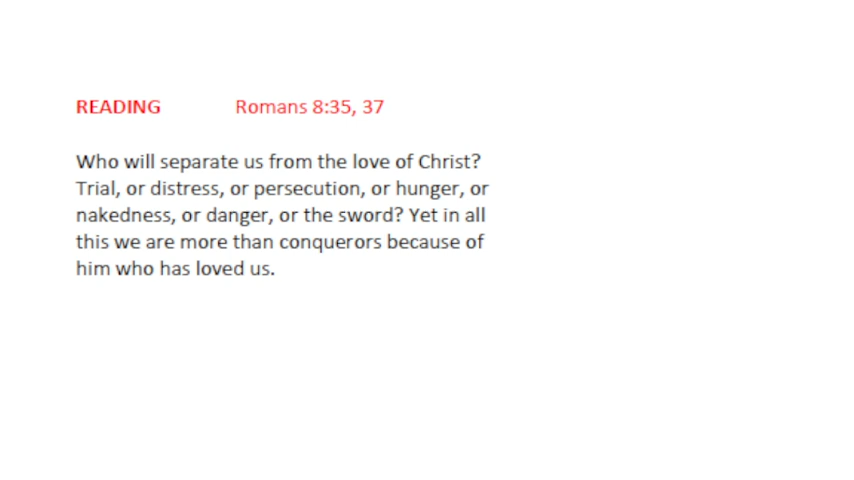 READING Romans 8:35, 37
Who will separate us from the love of Christ?
Trial, or distress, or persecution, or hunger, or
nakedness, or danger, or the sword? Yet in all
this we are more than conquerors because of
him who has loved us.